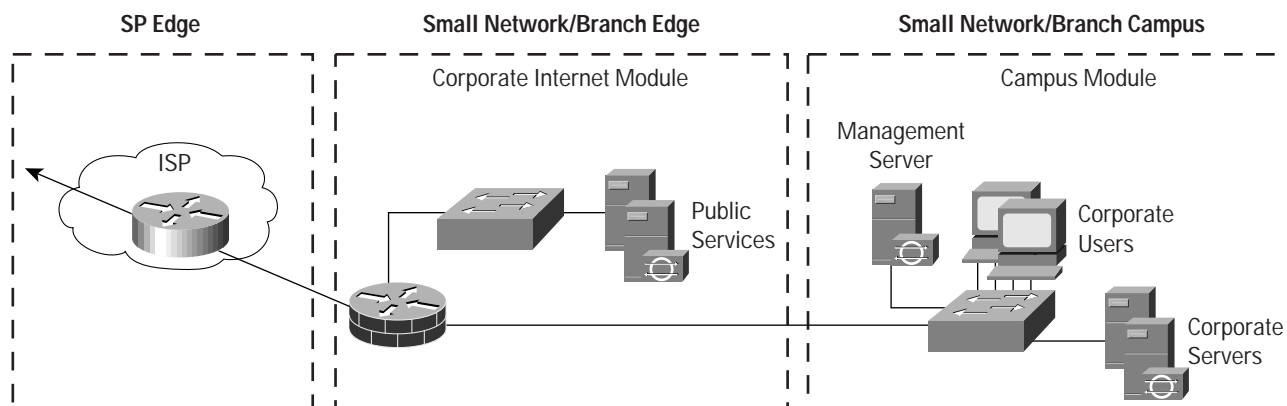 SP Edge
Small Network/Branch Edge
Small Network/Branch Campus
Corporate Internet Module
Campus Module
ISP
Public
Services
Management
Server
Corporate
Users
Corporate
Servers